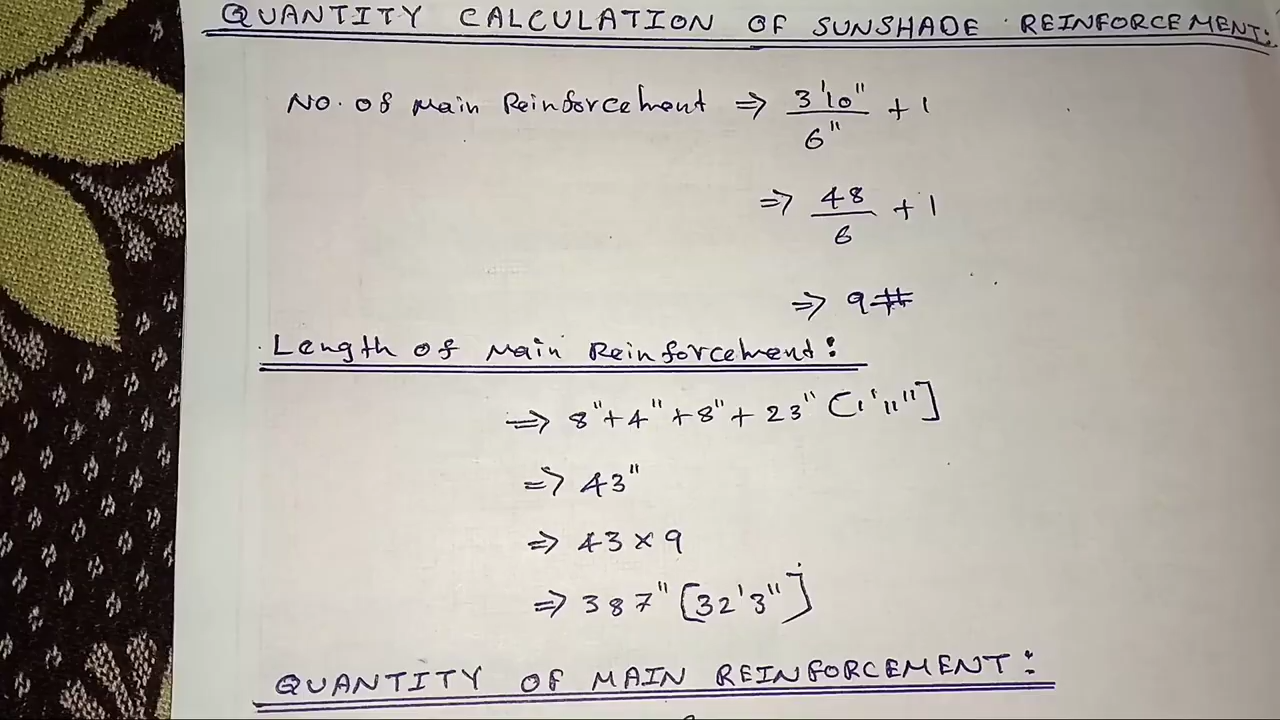 QUANTITY CALCULATION OF SUNSHADE REINFORCEMENT:
No. of Main Reinforcement => 3'10"/6" + 1
=> 48/6 + 1
=> 9#
Length of Main Reinforcement:
=> 8"+4"+8"+23" [1'11"]
=> 43"
=> 43 × 9
=> 387" [32'3"]
QUANTITY OF MAIN REINFORCEMENT: